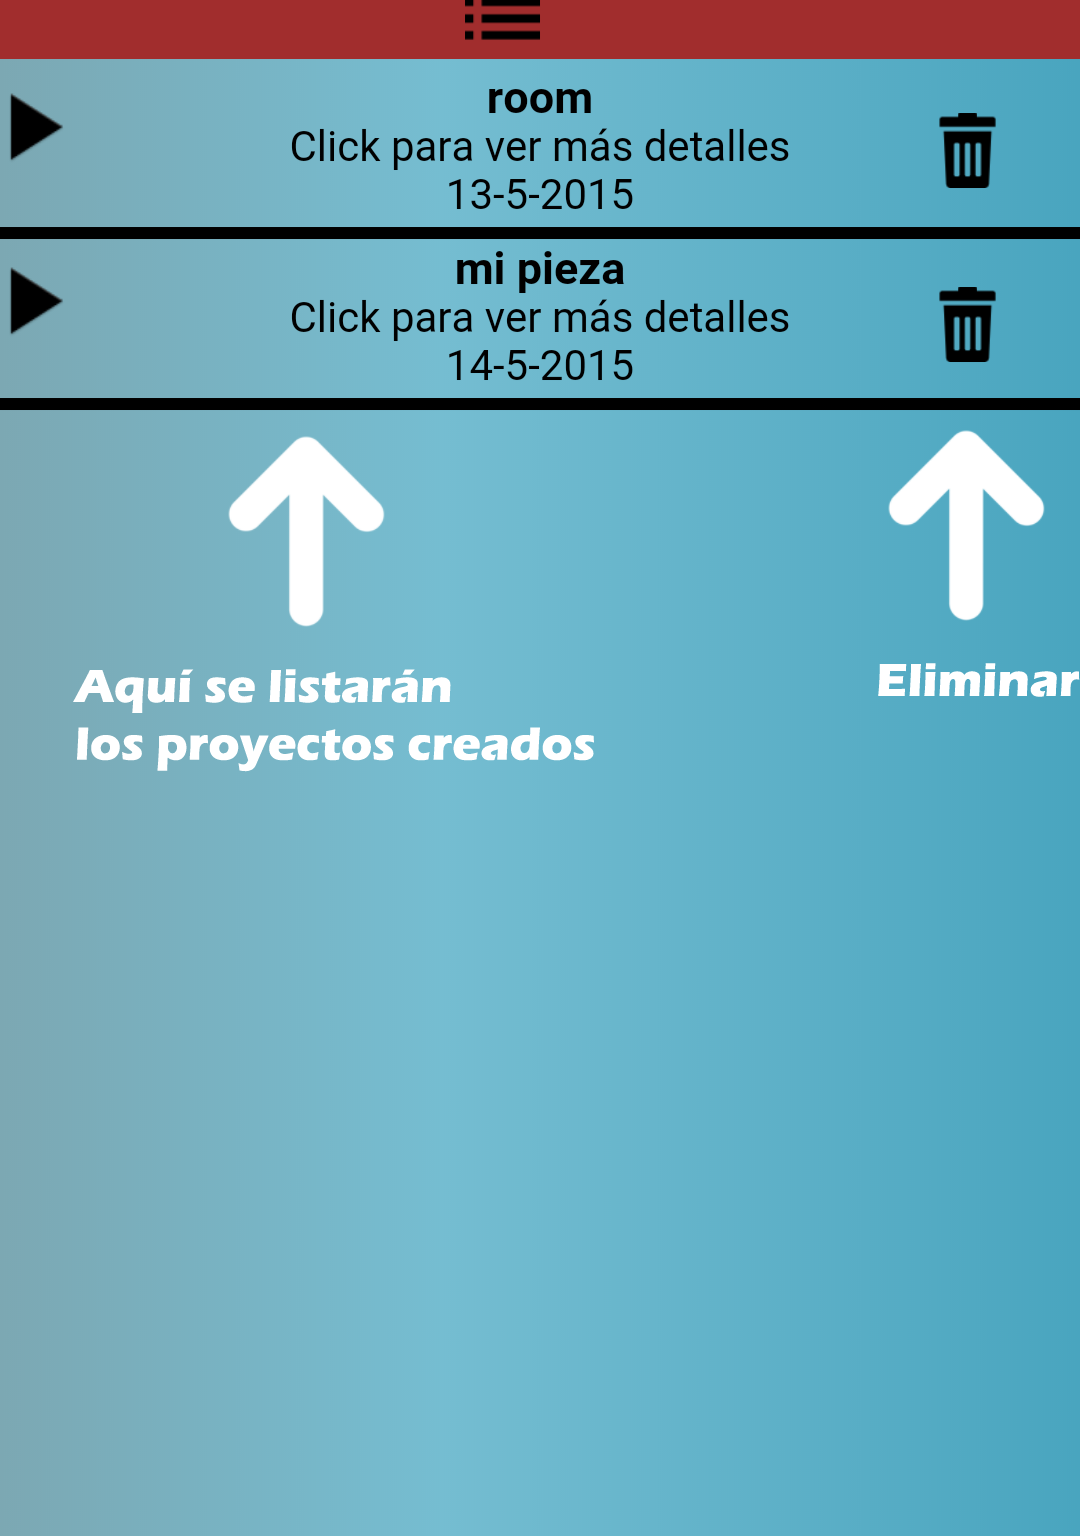 room
Click para ver más detalles
13-5-2015
mi pieza
Click para ver más detalles
14-5-2015
Aquí se listarán
los proyectos creados
Eliminar